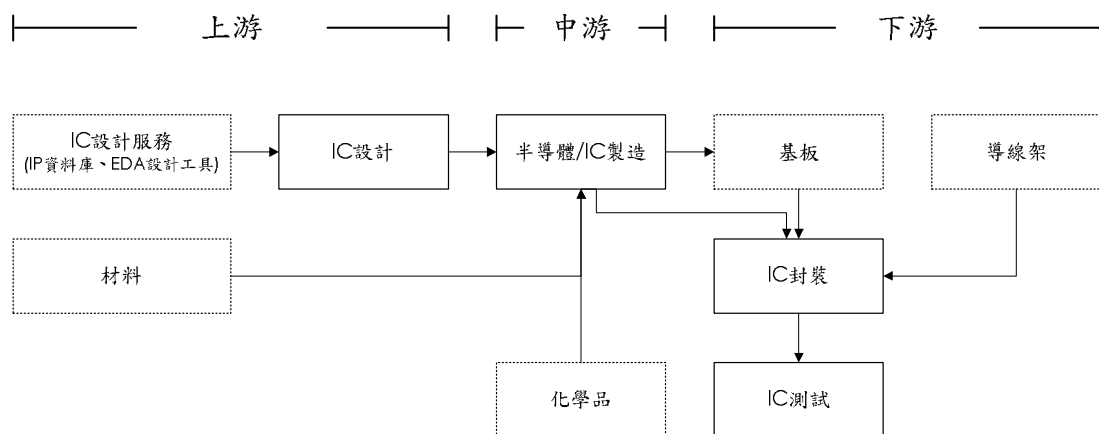 上游
中游
下游
IC設計服務
(IP資料庫、EDA設計工具)
IC設計
半導體/IC製造
基板
導線架
材料
IC封裝
化學品
IC測試